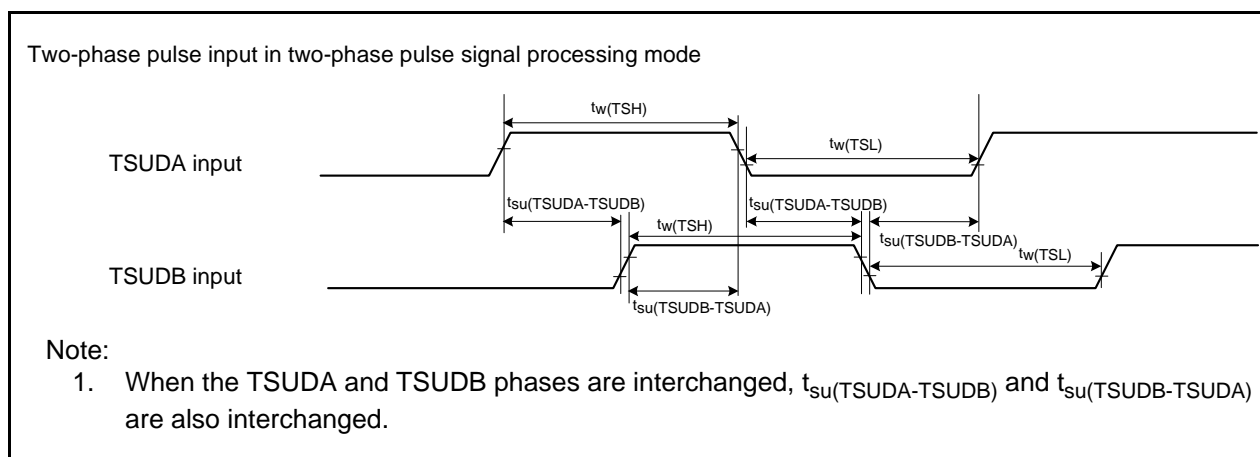 Two-phase pulse input in two-phase pulse signal processing mode
tw(TSH)
TSUDA input
tw(TSL)
tsu(TSUDA-TSUDB)
tsu(TSUDA-TSUDB)
tw(TSH)
tsu(TSUDB-TSUDA)
tw(TSL)
TSUDB input
tsu(TSUDB-TSUDA)
Note:
1. When the TSUDA and TSUDB phases are interchanged, tsu(TSUDA-TSUDB) and tsu(TSUDB-TSUDA)
are also interchanged.